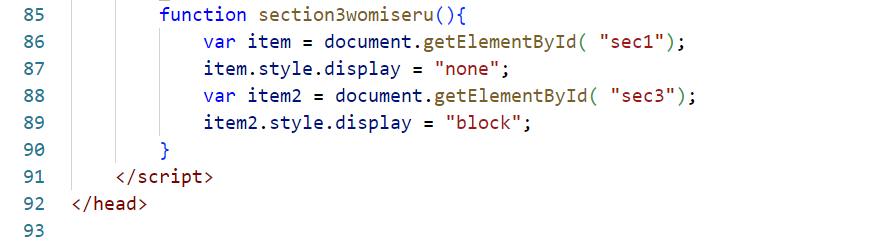 85 function section3womiseru(){
86 var item = document.getElementById( "sec1");
87 item.style.display = "none";
88 var item2 = document.getElementById( "sec3");
89 item2.style.display = "block";
90 }
91 </script>
92 </head>
93